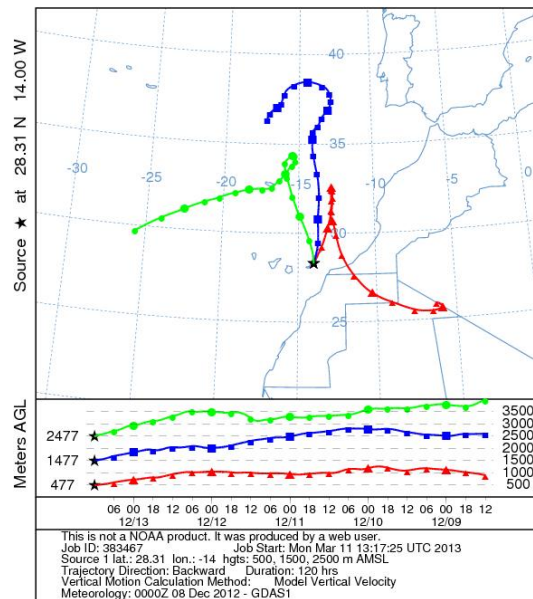 40
35
-30
-25
-20
-15
-10
-5
0
30
25
Source ★ at 28.31 N 14.00 W
Meters AGL
2477
1477
477
3500
3000
2500
2000
1500
1000
500
06 00 18 12 06 00 18 12 06 00 18 12 06 00 18 12 06 00 18 12
12/13 12/12 12/11 12/10 12/09
This is not a NOAA product. It was produced by a web user.
Job ID: 383467 Job Start: Mon Mar 11 13:17:25 UTC 2013
Source 1 lat.: 28.31 lon.: -14 hgts: 500, 1500, 2500 m AMSL
Trajectory Direction: Backward Duration: 120 hrs
Vertical Motion Calculation Method: Model Vertical Velocity
Meteorology: 0000Z 08 Dec 2012 - GDAS1